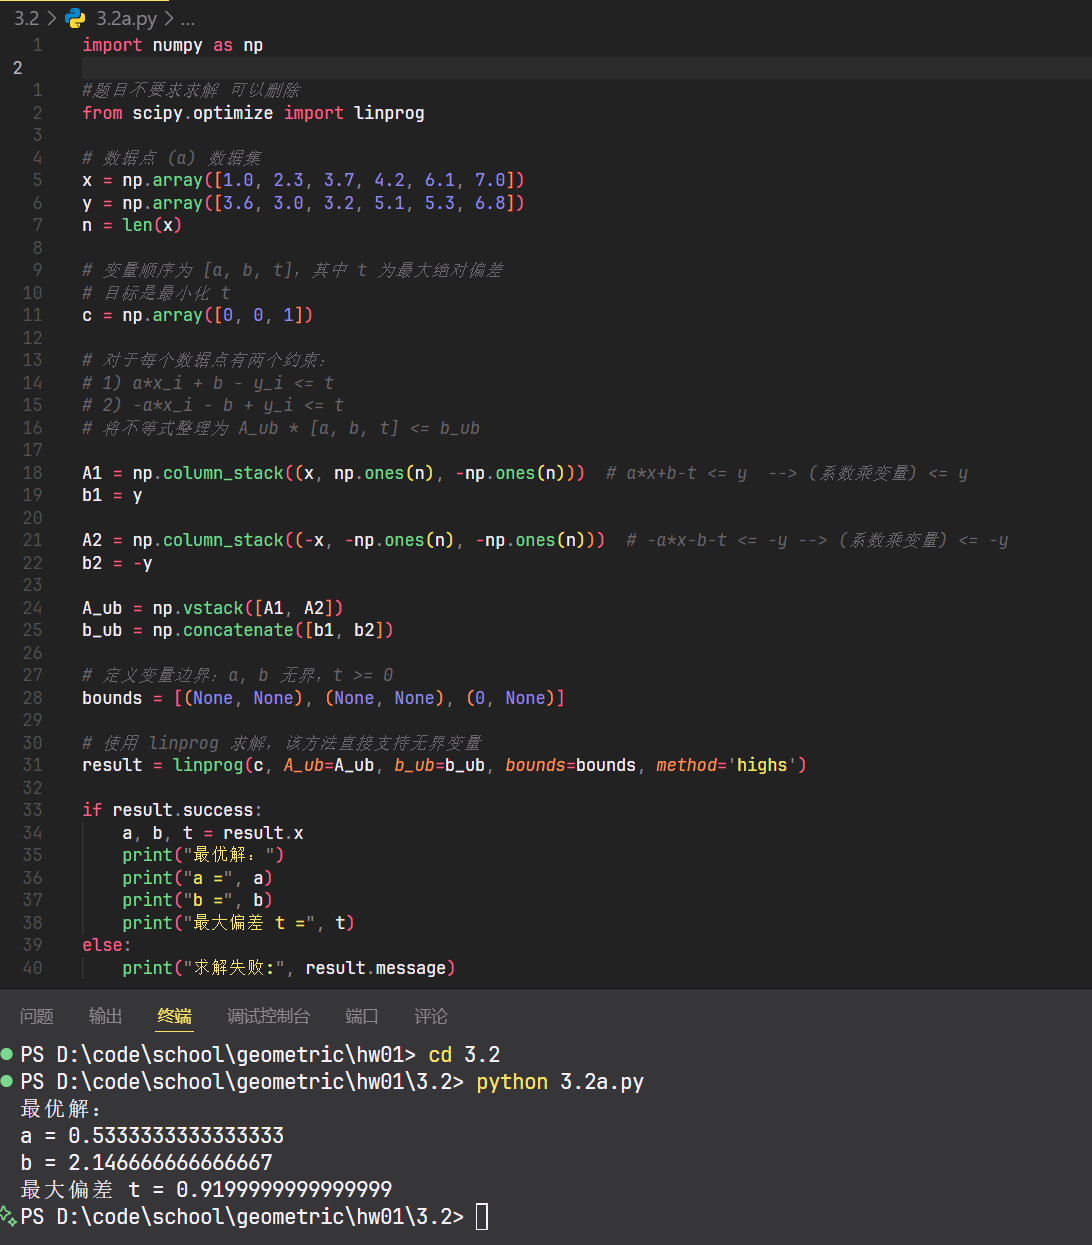 3.2 > 3.2a.py > ...
1 import numpy as np
2
1 #题目不要求求解 可以删除
2 from scipy.optimize import linprog
3
4 # 数据点 (a) 数据集
5 x = np.array([1.0, 2.3, 3.7, 4.2, 6.1, 7.0])
6 y = np.array([3.6, 3.0, 3.2, 5.1, 5.3, 6.8])
7 n = len(x)
8
9 # 变量顺序为 [a, b, t]，其中 t 为最大绝对偏差
10 # 目标是最小化 t
11 c = np.array([0, 0, 1])
12
13 # 对于每个数据点有两个约束：
14 # 1) a*x_i + b - y_i <= t
15 # 2) -a*x_i - b + y_i <= t
16 # 将不等式整理为 A_ub * [a, b, t] <= b_ub
17
18 A1 = np.column_stack((x, np.ones(n), -np.ones(n))) # a*x+b-t <= y --> (系数乘变量) <= y
19 b1 = y
20
21 A2 = np.column_stack((-x, -np.ones(n), -np.ones(n))) # -a*x-b-t <= -y --> (系数乘变量) <= -y
22 b2 = -y
23
24 A_ub = np.vstack([A1, A2])
25 b_ub = np.concatenate([b1, b2])
26
27 # 定义变量边界：a, b 无界，t >= 0
28 bounds = [(None, None), (None, None), (0, None)]
29
30 # 使用 linprog 求解，该方法直接支持无界变量
31 result = linprog(c, A_ub=A_ub, b_ub=b_ub, bounds=bounds, method='highs')
32
33 if result.success:
34     a, b, t = result.x
35     print("最优解：")
36     print("a =", a)
37     print("b =", b)
38     print("最大偏差 t =", t)
39 else:
40     print("求解失败:", result.message)
问题 输出 终端 调试控制台 端口 评论
PS D:\code\school\geometric\hw01> cd 3.2
PS D:\code\school\geometric\hw01\3.2> python 3.2a.py
最优解：
a = 0.5333333333333333
b = 2.146666666666667
最大偏差 t = 0.9199999999999999
PS D:\code\school\geometric\hw01\3.2>